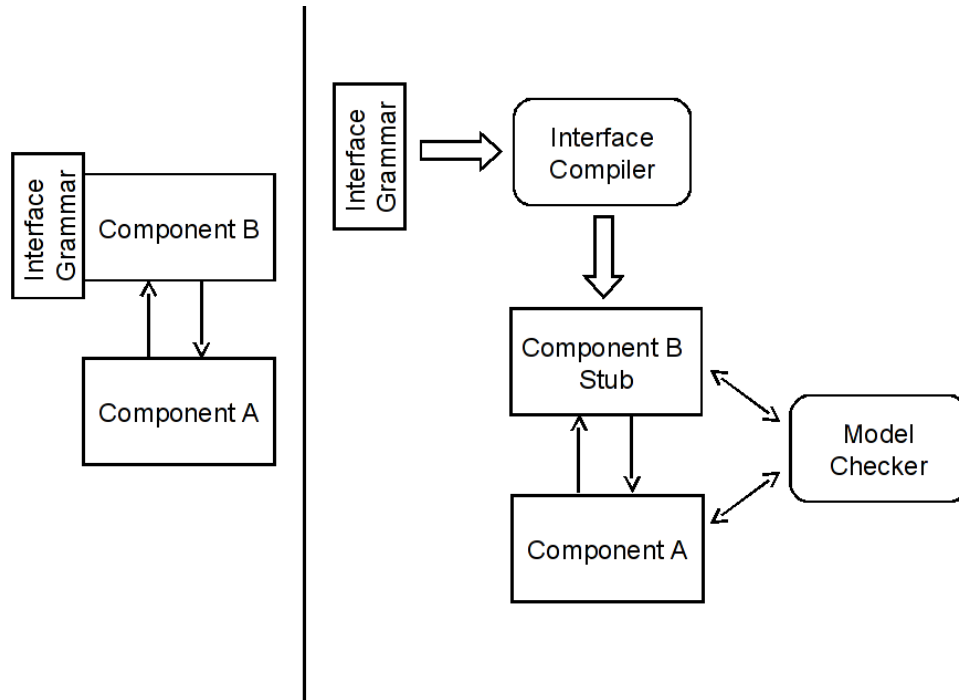 Interface
Grammar
Component B
Component A
Interface
Grammar
Interface
Compiler
Component B
Stub
Model
Checker
Component A